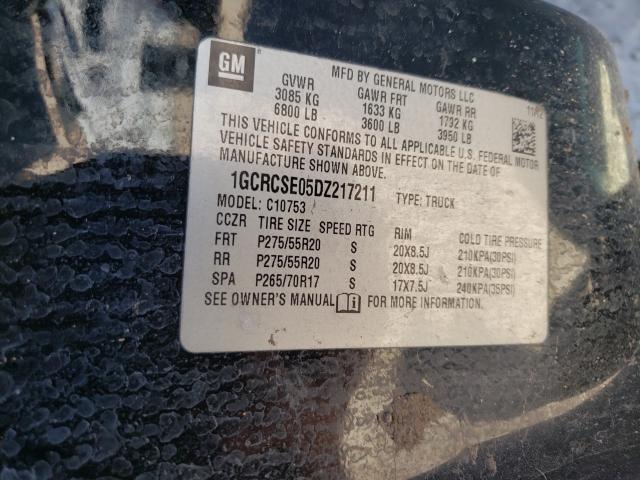 GM
MFD BY GENERAL MOTORS LLC
11/12
GVWR GAWR FRT GAWR RR
3085 KG 1633 KG 1792 KG
6800 LB 3600 LB 3950 LB
THIS VEHICLE CONFORMS TO ALL APPLICABLE U.S. FEDERAL MOTOR
VEHICLE SAFETY STANDARDS IN EFFECT ON THE DATE OF
MANUFACTURE SHOWN ABOVE.
1GCRCSE05DZ217211 TYPE: TRUCK
MODEL: C10753
CCZR TIRE SIZE SPEED RTG RIM COLD TIRE PRESSURE
FRT P275/55R20 S 20X8.5J 210KPA(30PSI)
RR P275/55R20 S 20X8.5J 210KPA(30PSI)
SPA P265/70R17 S 17X7.5J 240KPA(35PSI)
SEE OWNER'S MANUAL FOR MORE INFORMATION.